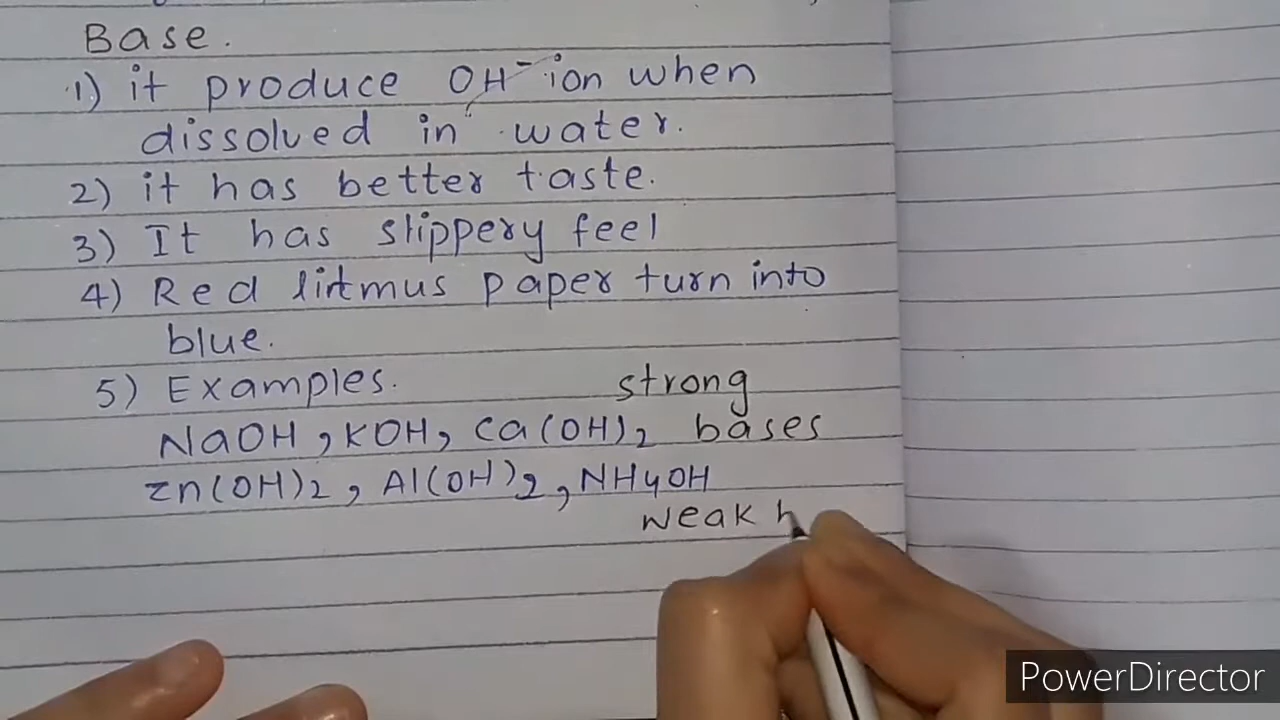 Base.
1) it produce OH⁻ ion when
dissolved in water.
2) it has better taste.
3) It has slippery feel
4) Red litmus paper turn into
blue.
5) Examples. strong
NaOH, KOH, Ca(OH)₂ bases
Zn(OH)₂, Al(OH)₂, NH4OH
weak
PowerDirector